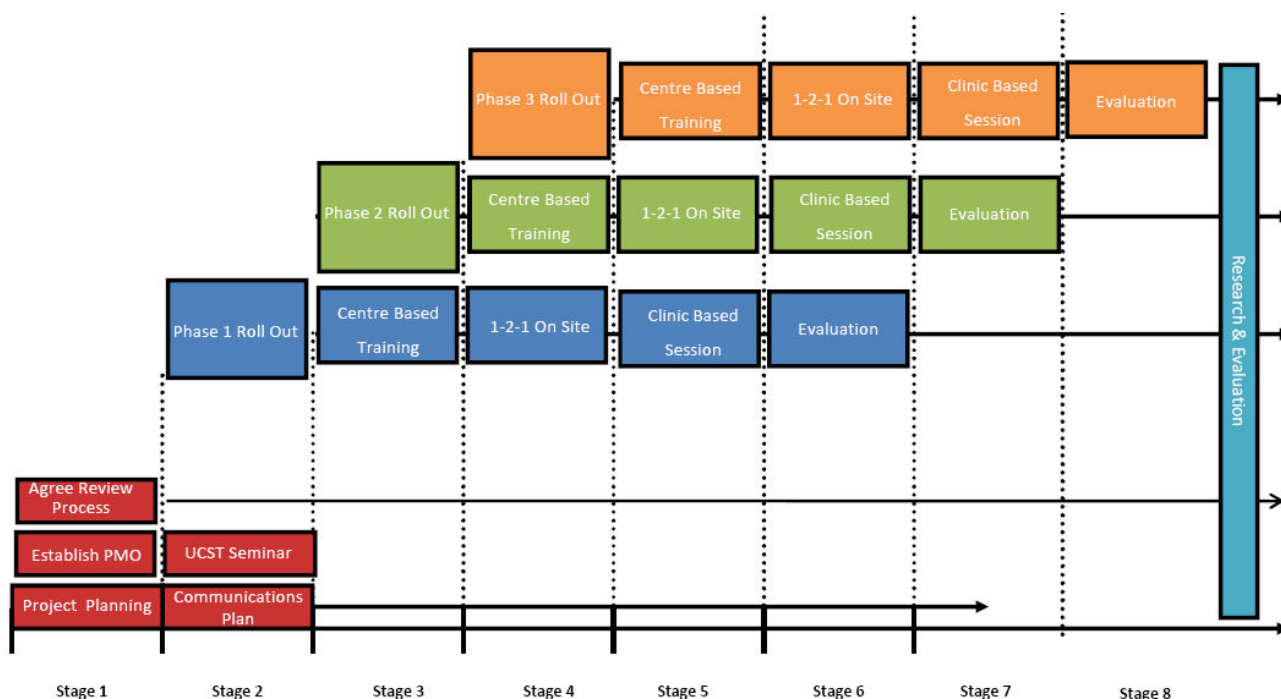 Phase 3 Roll Out
Centre Based
Training
1-2-1 On Site
Clinic Based
Session
Evaluation
Phase 2 Roll Out
Centre Based
Training
1-2-1 On Site
Clinic Based
Session
Evaluation
Phase 1 Roll Out
Centre Based
Training
1-2-1 On Site
Clinic Based
Session
Evaluation
Research & Evaluation
Agree Review
Process
Establish PMO
UCST Seminar
Project Planning
Communications
Plan
Stage 1
Stage 2
Stage 3
Stage 4
Stage 5
Stage 6
Stage 7
Stage 8